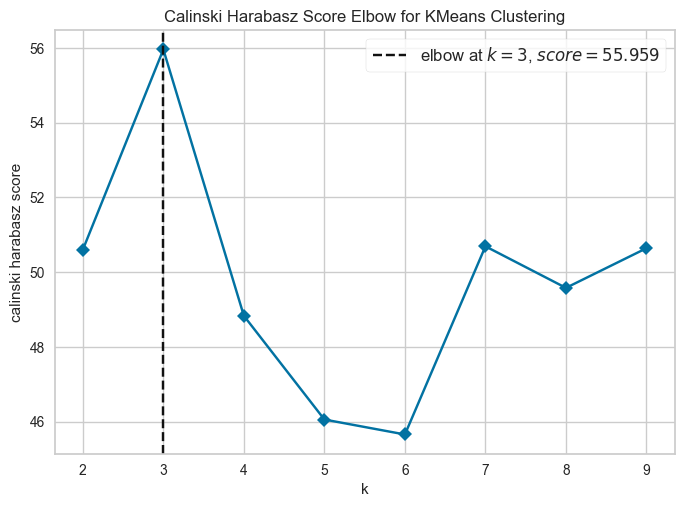 Calinski Harabasz Score Elbow for KMeans Clustering
elbow at k = 3, score = 55.959
calinski harabasz score
56
54
52
50
48
46
2 3 4 5 6 7 8 9
k